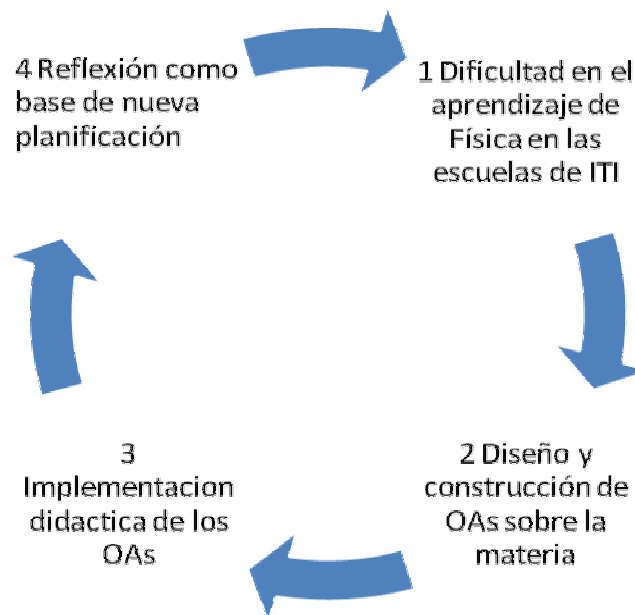 4 Reflexión como
base de nueva
planificación
1 Dificultad en el
aprendizaje de
Física en las
escuelas de ITI
3
Implementacion
didactica de los
OAs
2 Diseño y
construcción de
OAs sobre la
materia